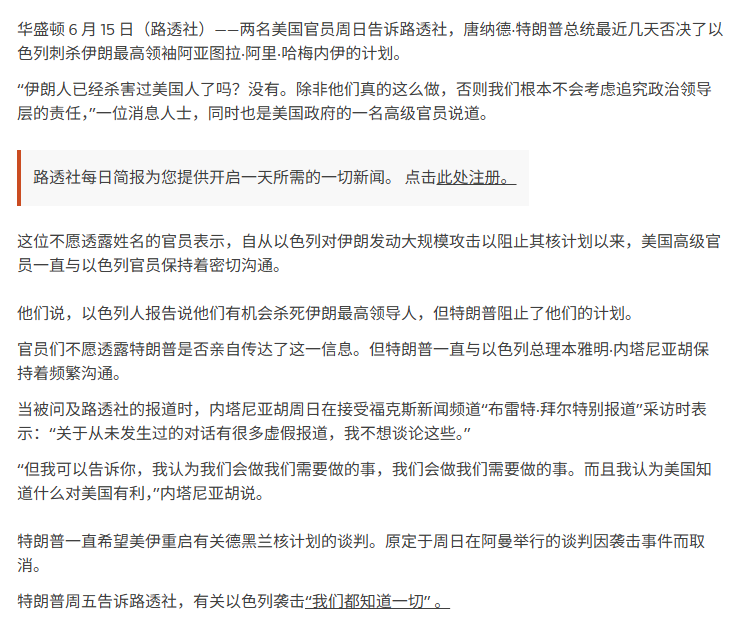 华盛顿 6 月 15 日（路透社）——两名美国官员周日告诉路透社，唐纳德·特朗普总统最近几天否决了以
色列刺杀伊朗最高领袖阿亚图拉·阿里·哈梅内伊的计划。
“伊朗人已经杀害过美国人了吗？没有。除非他们真的这么做，否则我们根本不会考虑追究政治领导
层的责任，”一位消息人士，同时也是美国政府的一名高级官员说道。
路透社每日简报为您提供开启一天所需的一切新闻。 点击此处注册。
这位不愿透露姓名的官员表示，自从以色列对伊朗发动大规模攻击以阻止其核计划以来，美国高级官
员一直与以色列官员保持着密切沟通。
他们说，以色列人报告说他们有机会杀死伊朗最高领导人，但特朗普阻止了他们的计划。
官员们不愿透露特朗普是否亲自传达了这一信息。但特朗普一直与以色列总理本雅明·内塔尼亚胡保
持着频繁沟通。
当被问及路透社的报道时，内塔尼亚胡周日在接受福克斯新闻频道“布雷特·拜尔特别报道”采访时表
示：“关于从未发生过的对话有很多虚假报道，我不想谈论这些。”
“但我可以告诉你，我认为我们会做我们需要做的事，我们会做我们需要做的事。而且我认为美国知
道什么对美国有利，”内塔尼亚胡说。
特朗普一直希望美伊重启有关德黑兰核计划的谈判。原定于周日在阿曼举行的谈判因袭击事件而取
消。
特朗普周五告诉路透社，有关以色列袭击“我们都知道一切” 。